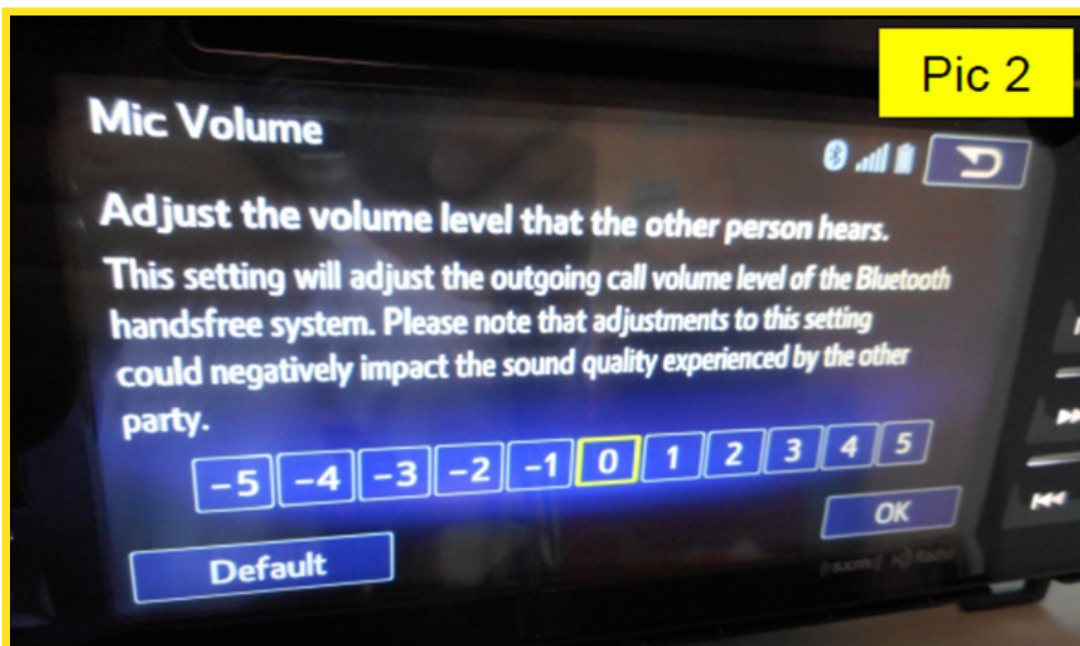 Pic 2
Mic Volume
Adjust the volume level that the other person hears.
This setting will adjust the outgoing call volume level of the Bluetooth
handsfree system. Please note that adjustments to this setting
could negatively impact the sound quality experienced by the other
party.
-5 -4 -3 -2 -1 0 1 2 3 4 5
OK
Default
((SXM)) HD Radio